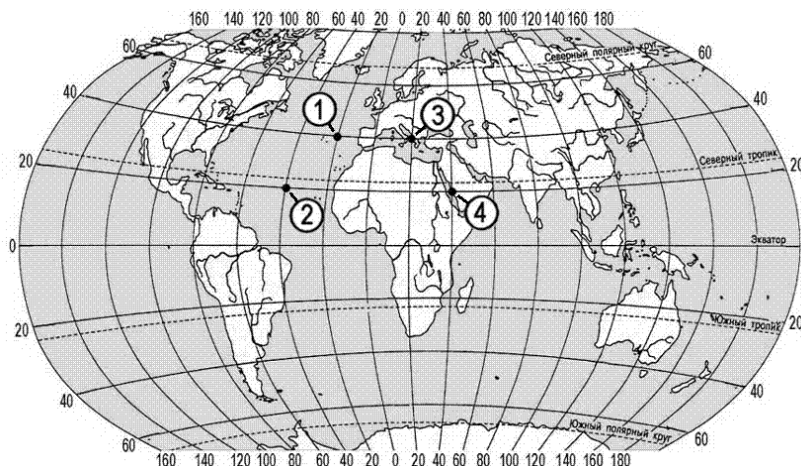 160 140 120 100 80 60 40 20 0 20 40 60 80 100 120 140 160 180
60 Северный полярный круг 60
40 1 3 40
20 Северный тропик 20
2 4
0 Экватор 0
20 Южный тропик 20
40 40
60 Южный полярный круг 60
160 140 120 100 80 60 40 20 0 20 40 60 80 100 120 140 160 180